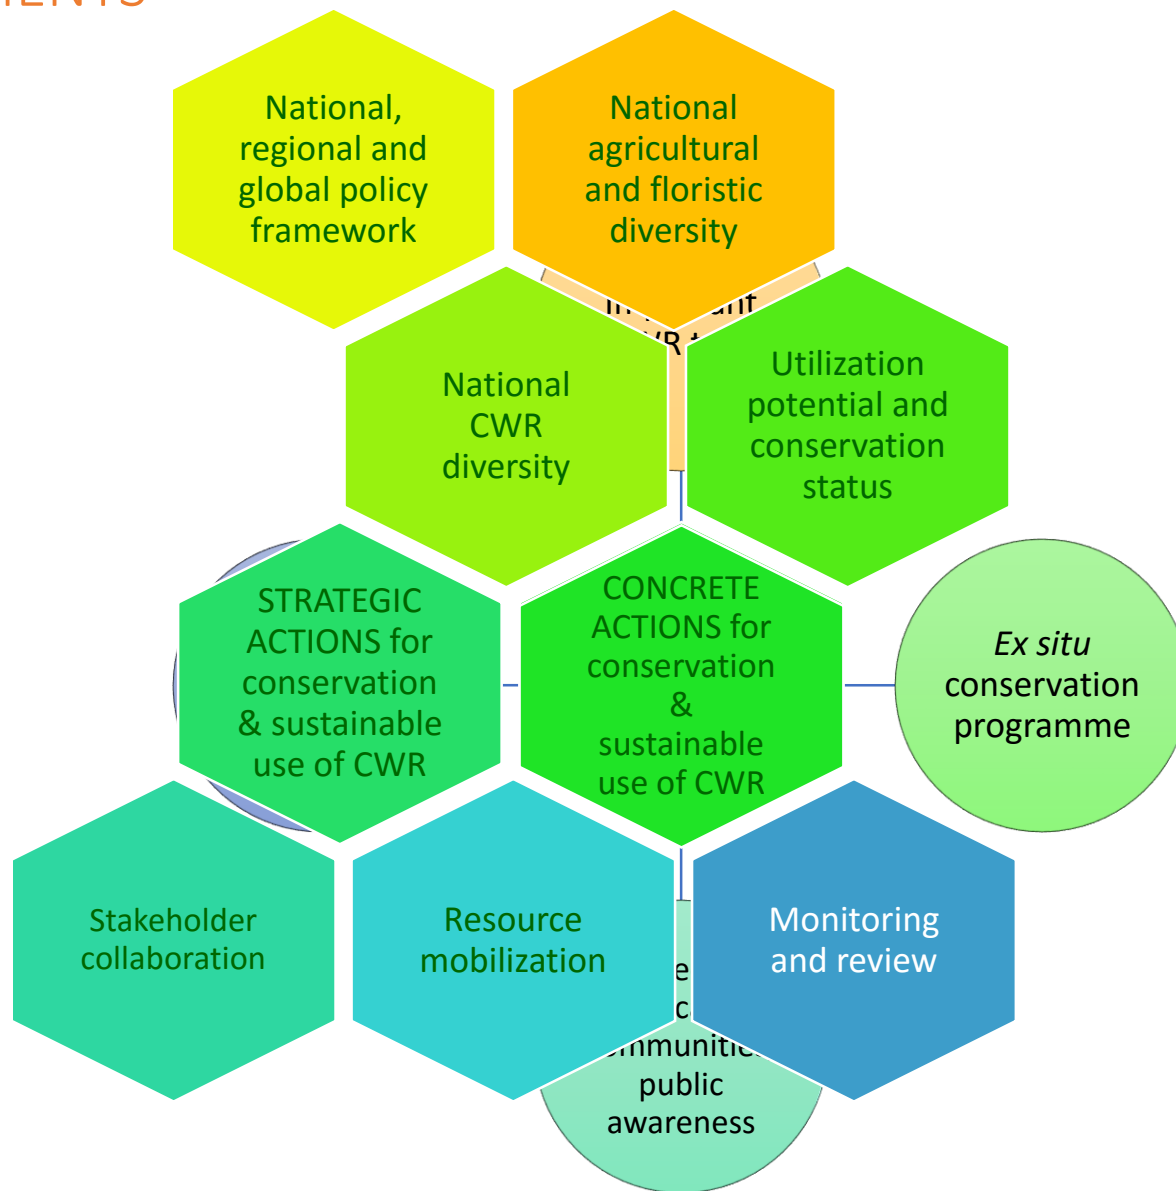 National,
regional and
global policy
framework
National
agricultural
and floristic
diversity
National
CWR
diversity
Utilization
potential and
conservation
status
STRATEGIC
ACTIONS for
conservation
& sustainable
use of CWR
CONCRETE
ACTIONS for
conservation
&
sustainable
use of CWR
Ex situ
conservation
programme
Stakeholder
collaboration
Resource
mobilization
Monitoring
and review
public
awareness